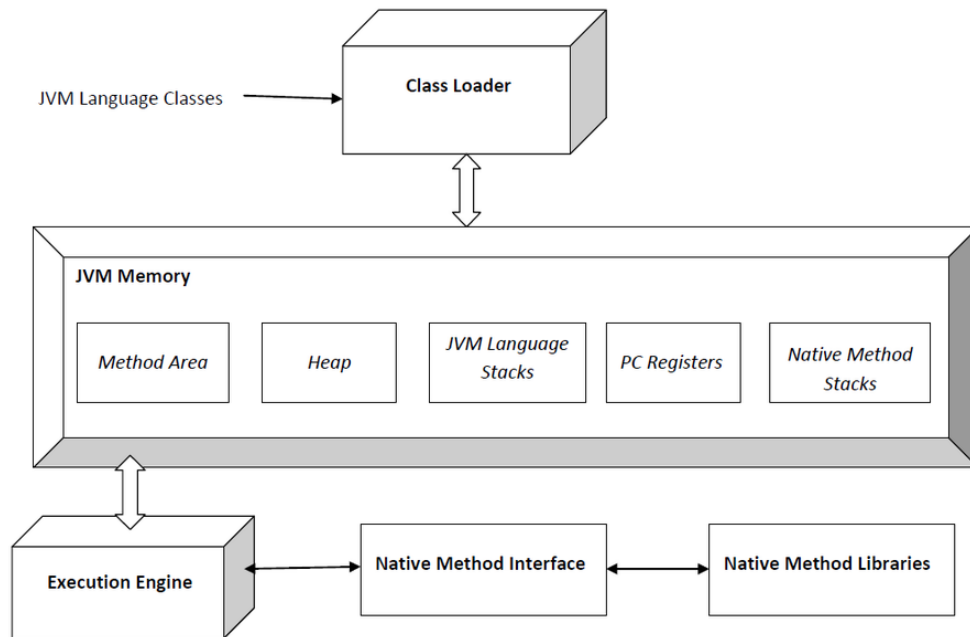 Class Loader
JVM Language Classes
JVM Memory
Method Area
Heap
JVM Language
Stacks
PC Registers
Native Method
Stacks
Execution Engine
Native Method Interface
Native Method Libraries